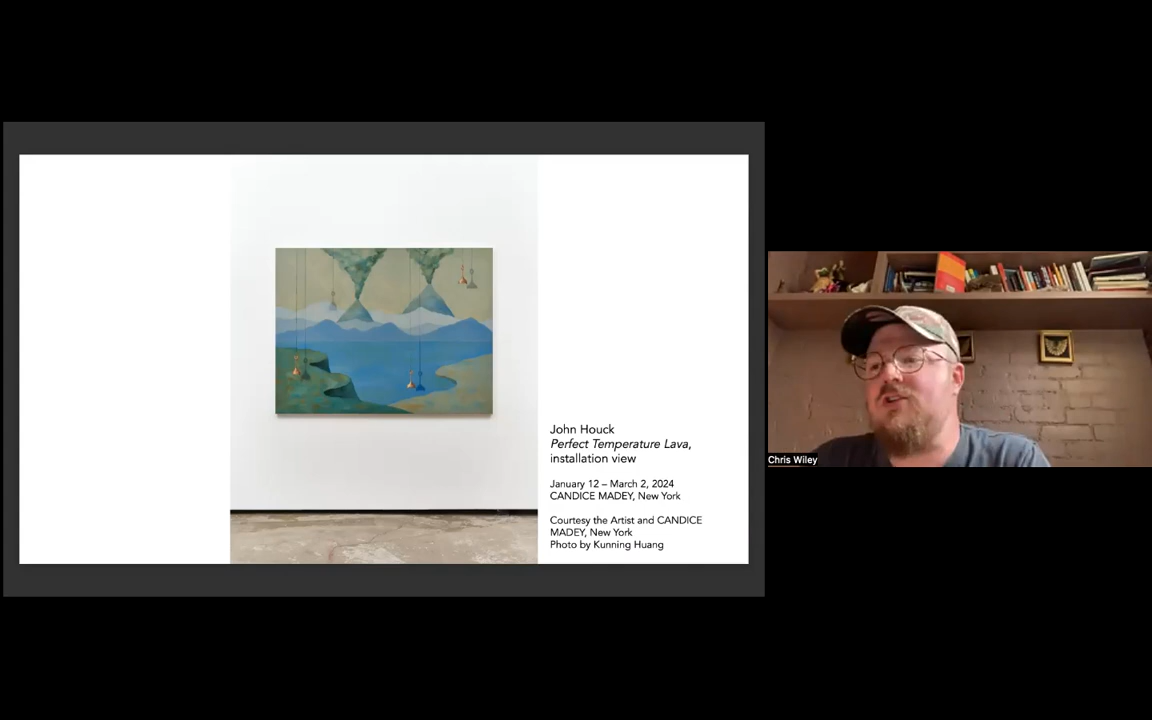 John Houck
Perfect Temperature Lava,
installation view
January 12 – March 2, 2024
CANDICE MADEY, New York
Courtesy the Artist and CANDICE
MADEY, New York
Photo by Kunning Huang
Chris Wiley